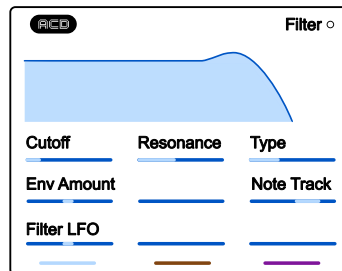 ACD Filter
Cutoff Resonance Type
Env Amount Note Track
Filter LFO